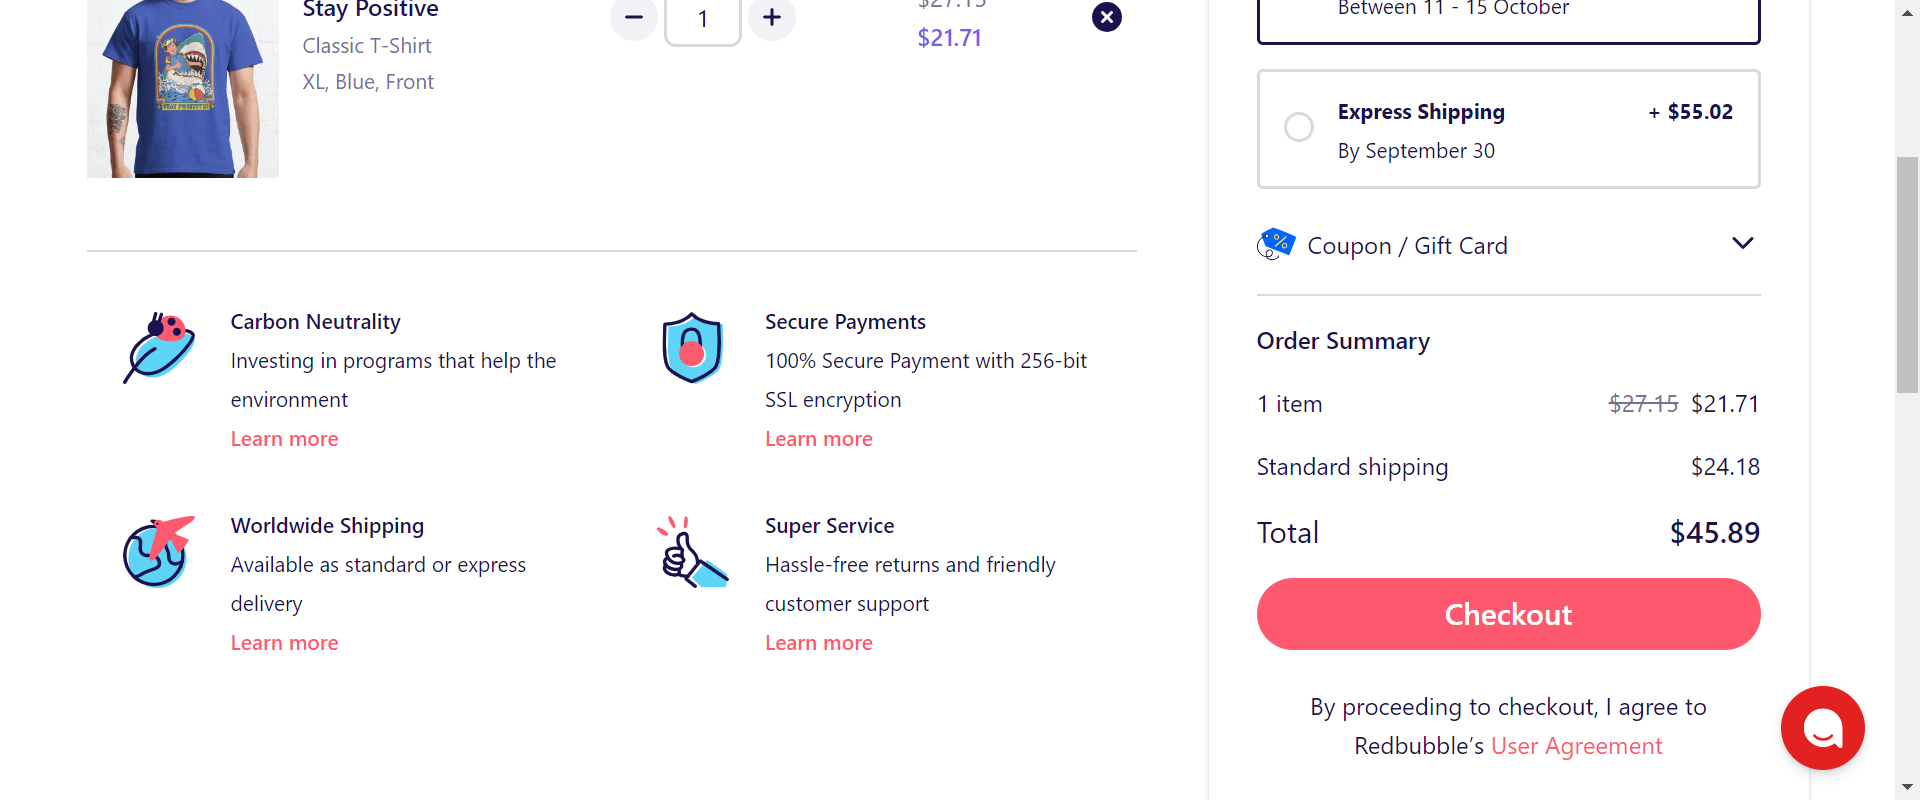 Stay Positive
Classic T-Shirt
XL, Blue, Front
1
$27.15
$21.71
Carbon Neutrality
Investing in programs that help the
environment
Learn more
Secure Payments
100% Secure Payment with 256-bit
SSL encryption
Learn more
Worldwide Shipping
Available as standard or express
delivery
Learn more
Super Service
Hassle-free returns and friendly
customer support
Learn more
Between 11 - 15 October
Express Shipping + $55.02
By September 30
Coupon / Gift Card
Order Summary
1 item $27.15 $21.71
Standard shipping $24.18
Total $45.89
Checkout
By proceeding to checkout, I agree to
Redbubble’s User Agreement